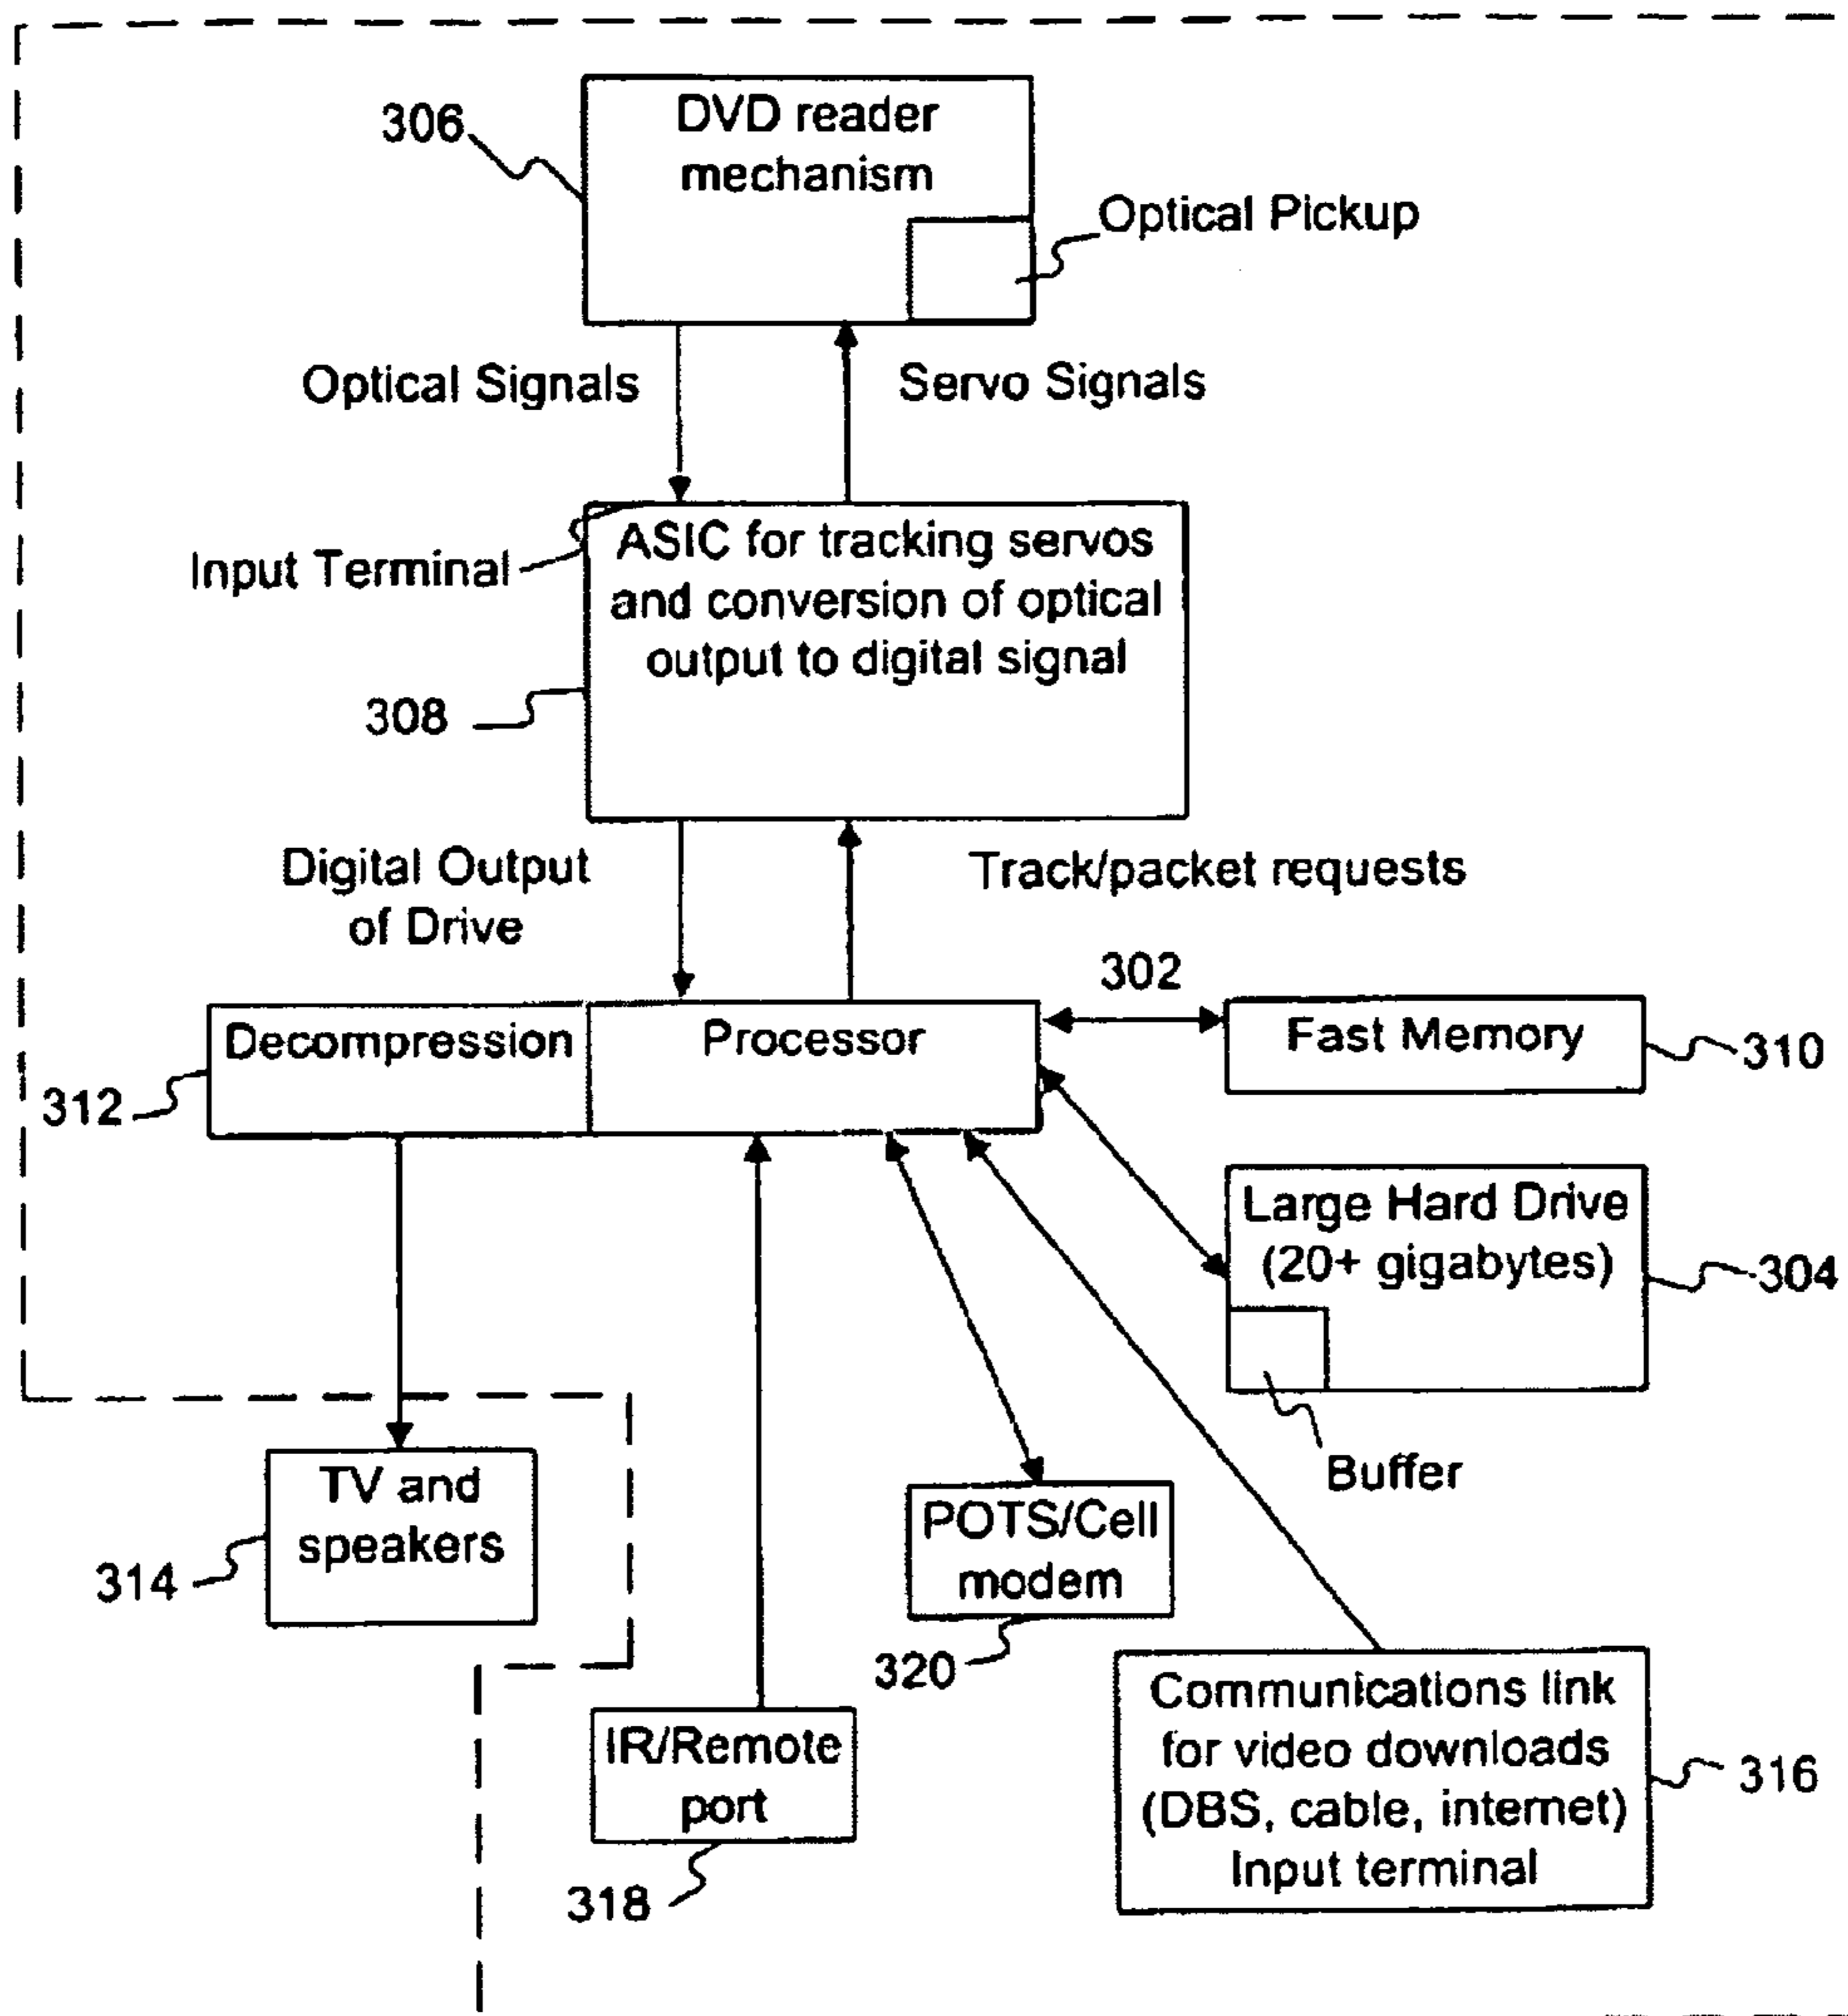 306
DVD reader
mechanism
Optical Pickup
Optical Signals
Servo Signals
Input Terminal
ASIC for tracking servos
and conversion of optical
output to digital signal
308
Digital Output
of Drive
Track/packet requests
302
Decompression
Processor
Fast Memory
310
312
Large Hard Drive
(20+ gigabytes)
304
Buffer
TV and
speakers
314
POTS/Cell
modem
320
IR/Remote
port
318
Communications link
for video downloads
(DBS, cable, internet)
Input terminal
316